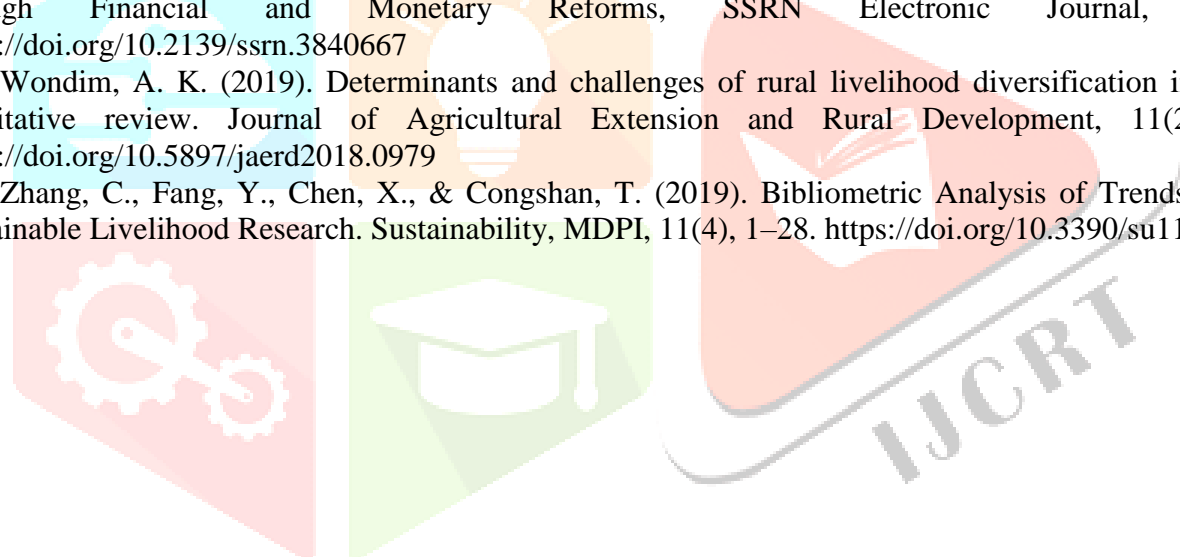 ugh Financial and Monetary Reforms, SSRN Electronic Journal,
://doi.org/10.2139/ssrn.3840667
Wondim, A. K. (2019). Determinants and challenges of rural livelihood diversification i
itative review. Journal of Agricultural Extension and Rural Development, 11(2
://doi.org/10.5897/jaerd2018.0979
Zhang, C., Fang, Y., Chen, X., & Congshan, T. (2019). Bibliometric Analysis of Trends
ainable Livelihood Research. Sustainability, MDPI, 11(4), 1–28. https://doi.org/10.3390/su11
IJCRT